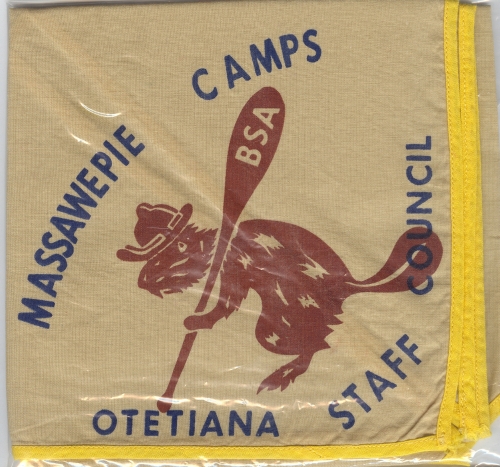 MASSAWEPIE
CAMPS
BSA
OTETIANA
STAFF
COUNCIL